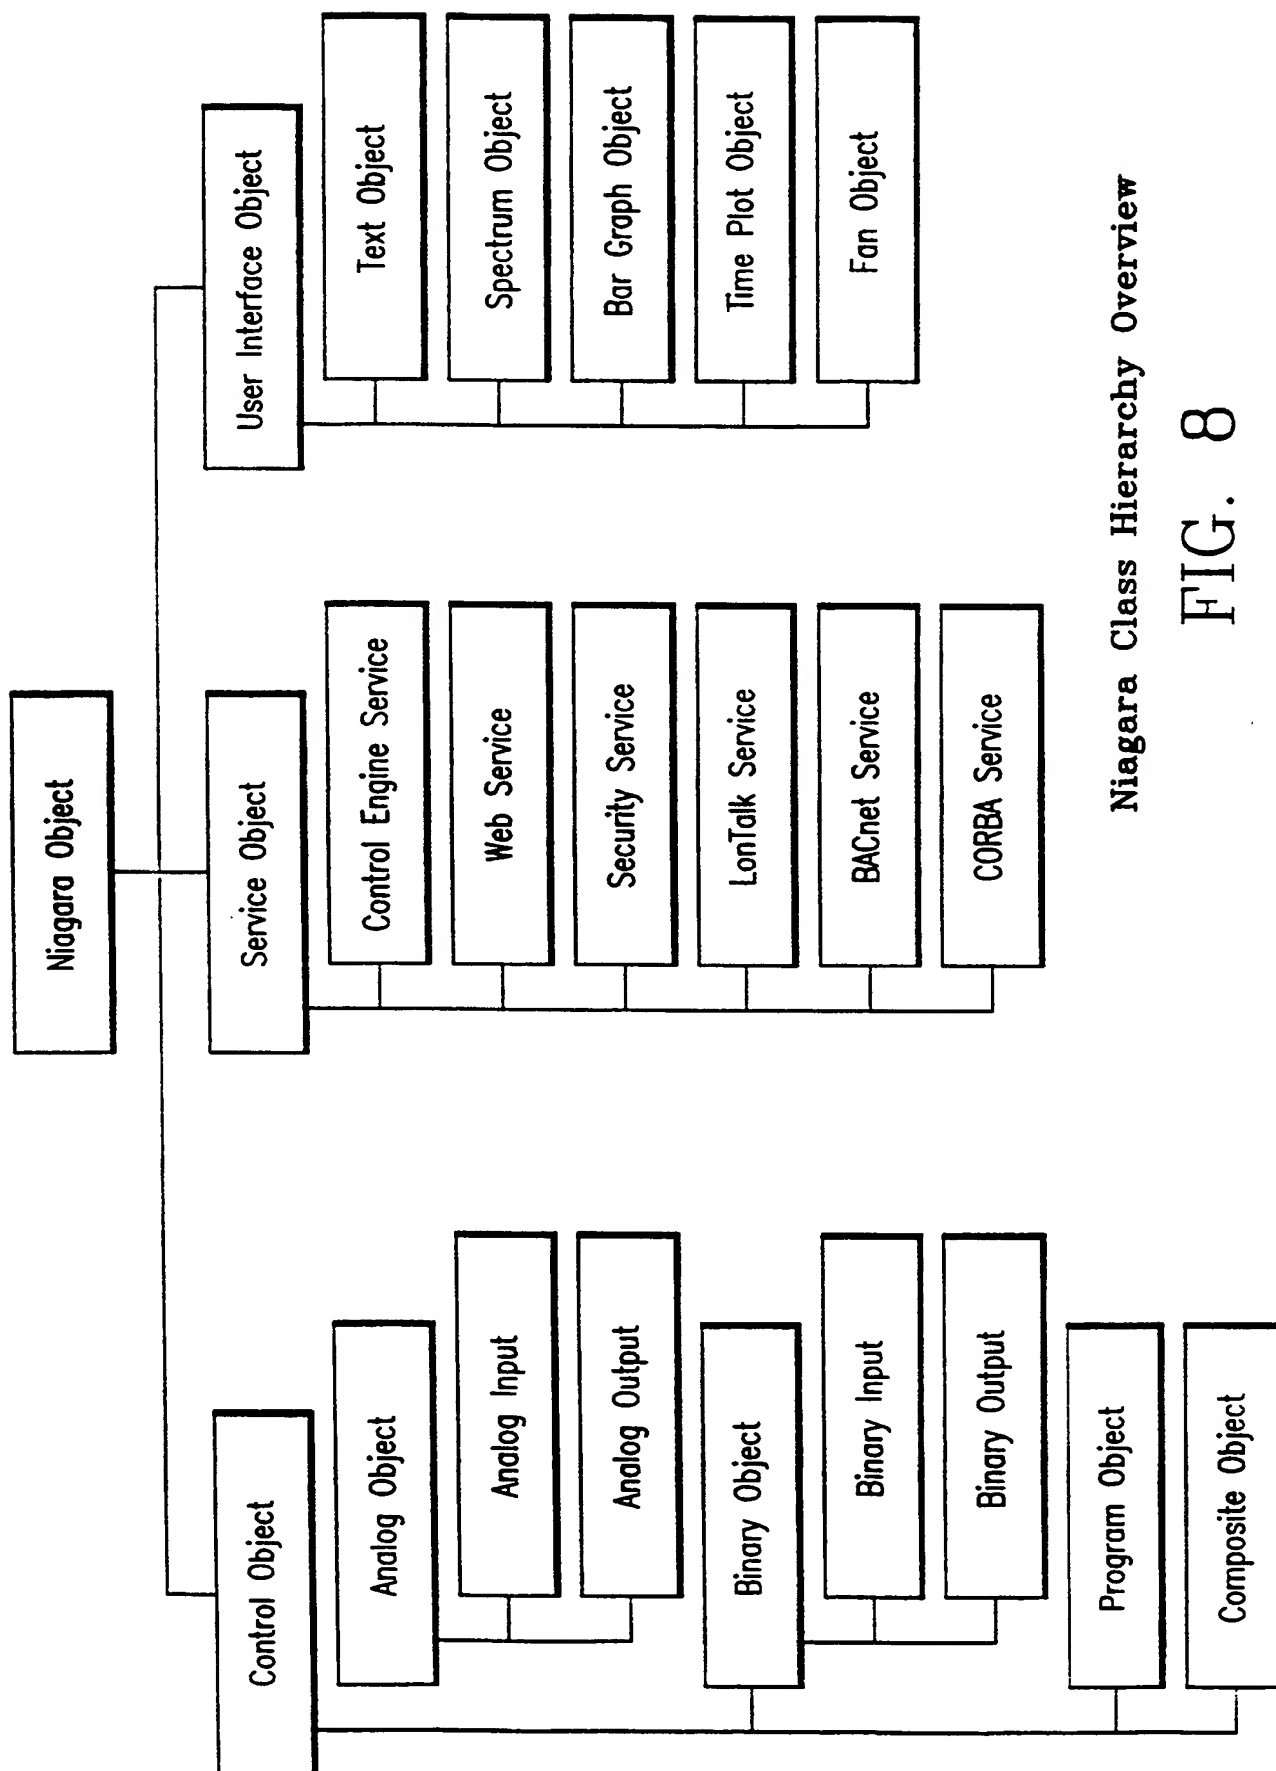 Niagara Object
Control Object
Analog Object
Analog Input
Analog Output
Binary Object
Binary Input
Binary Output
Program Object
Composite Object
Service Object
Control Engine Service
Web Service
Security Service
LonTalk Service
BACnet Service
CORBA Service
User Interface Object
Text Object
Spectrum Object
Bar Graph Object
Time Plot Object
Fan Object
Niagara Class Hierarchy Overview
FIG. 8